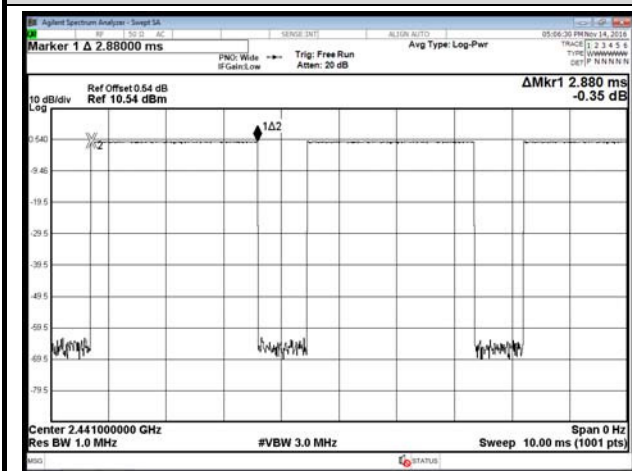 Agilent Spectrum Analyzer - Swept SA
RF 50 Ω AC SENSE:INT ALIGN AUTO 05:06:30 PM Nov 14, 2016
Marker 1 Δ 2.88000 ms
PNO: Wide Trig: Free Run Avg Type: Log-Pwr TRACE 1 2 3 4 5 6
IFGain:Low Atten: 20 dB TYPE
DET P N N N N N
Ref Offset 0.54 dB ΔMkr1 2.880 ms
10 dB/div Ref 10.54 dBm -0.35 dB
Log
1Δ2
0.540
X2
-9.46
-19.5
-29.5
-39.5
-49.5
-59.5
-69.5
-79.5
Center 2.441000000 GHz Span 0 Hz
Res BW 1.0 MHz #VBW 3.0 MHz Sweep 10.00 ms (1001 pts)
MSG STATUS